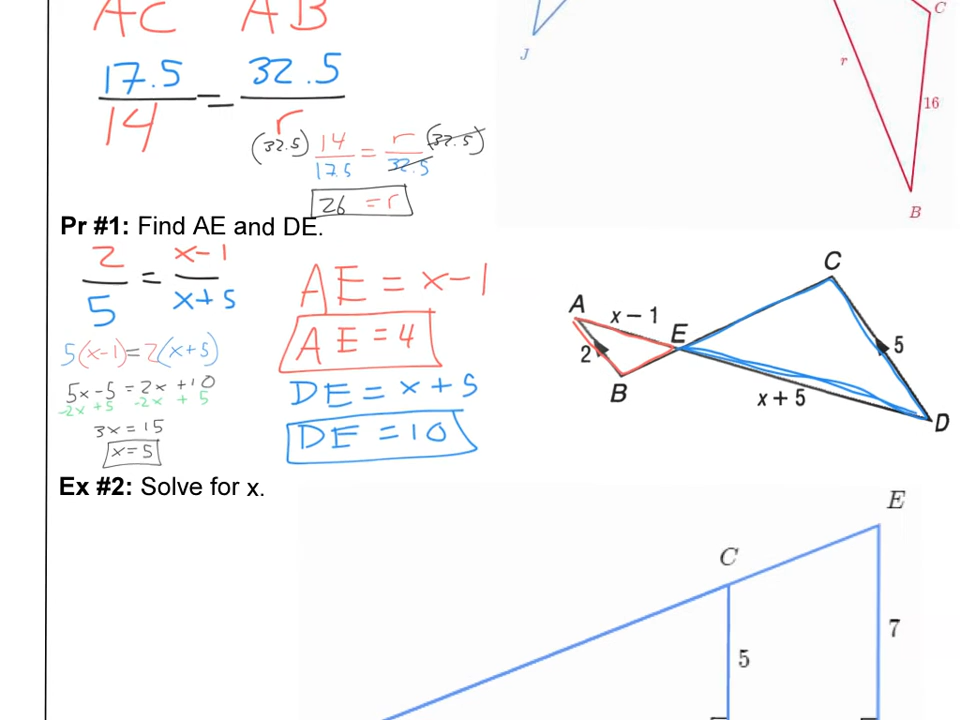 AC AB
17.5/14 = 32.5/r
(32.5) 14/17.5 = r/32.5 (32.5)
26 = r
J
r
C
16
B
Pr #1: Find AE and DE.
2/5 = x-1/x+5
5(x-1)=2(x+5)
5x-5 = 2x +10
-2x +5 -2x + 5
3x = 15
x=5
AE = x-1
AE = 4
DE = x + 5
DE = 10
A
x − 1
E
C
2
B
5
x + 5
D
Ex #2: Solve for x.
E
C
7
5